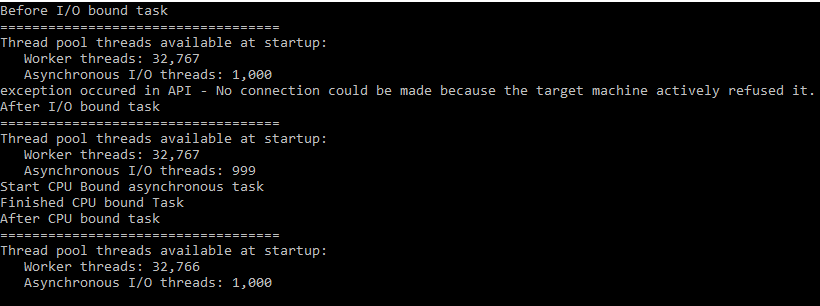 Before I/O bound task
===================================
Thread pool threads available at startup:
   Worker threads: 32,767
   Asynchronous I/O threads: 1,000
exception occured in API - No connection could be made because the target machine actively refused it.
After I/O bound task
===================================
Thread pool threads available at startup:
   Worker threads: 32,767
   Asynchronous I/O threads: 999
Start CPU Bound asynchronous task
Finished CPU bound Task
After CPU bound task
===================================
Thread pool threads available at startup:
   Worker threads: 32,766
   Asynchronous I/O threads: 1,000